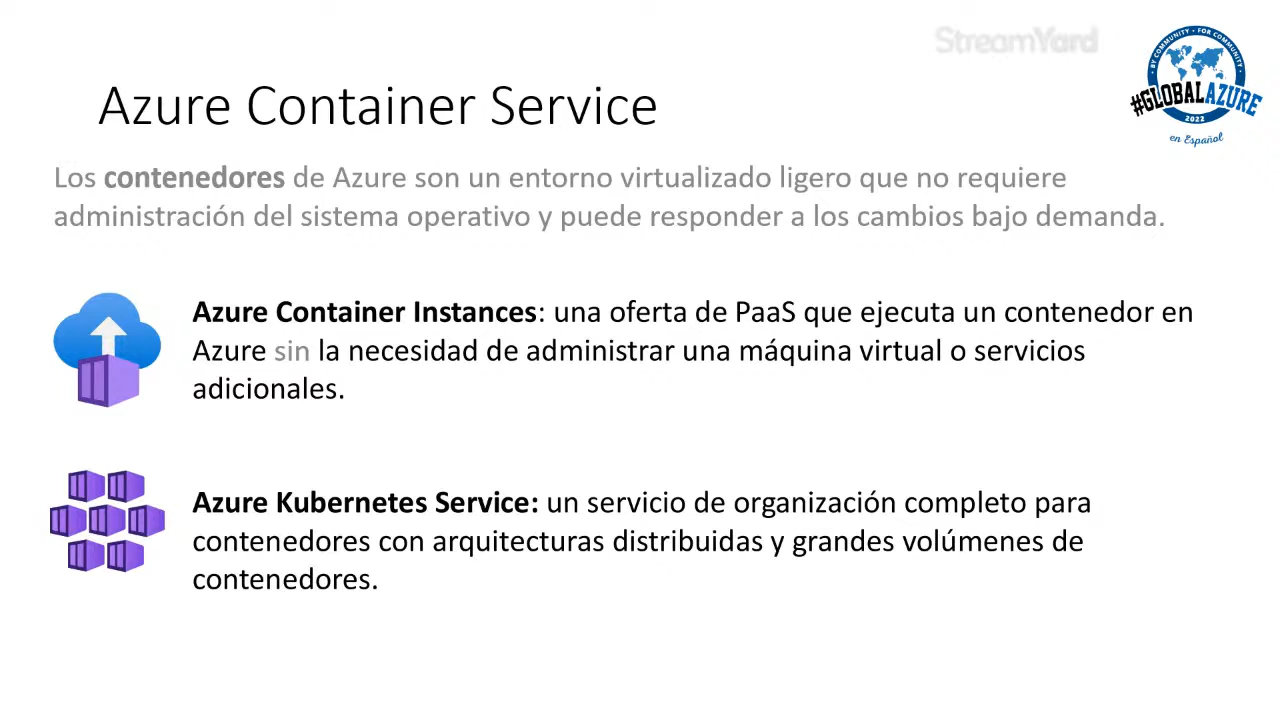 StreamYard
BY COMMUNITY • FOR COMMUNITY
#GLOBALAZURE
2022
en Español
Azure Container Service
Los contenedores de Azure son un entorno virtualizado ligero que no requiere
administración del sistema operativo y puede responder a los cambios bajo demanda.
Azure Container Instances: una oferta de PaaS que ejecuta un contenedor en
Azure sin la necesidad de administrar una máquina virtual o servicios
adicionales.
Azure Kubernetes Service: un servicio de organización completo para
contenedores con arquitecturas distribuidas y grandes volúmenes de
contenedores.